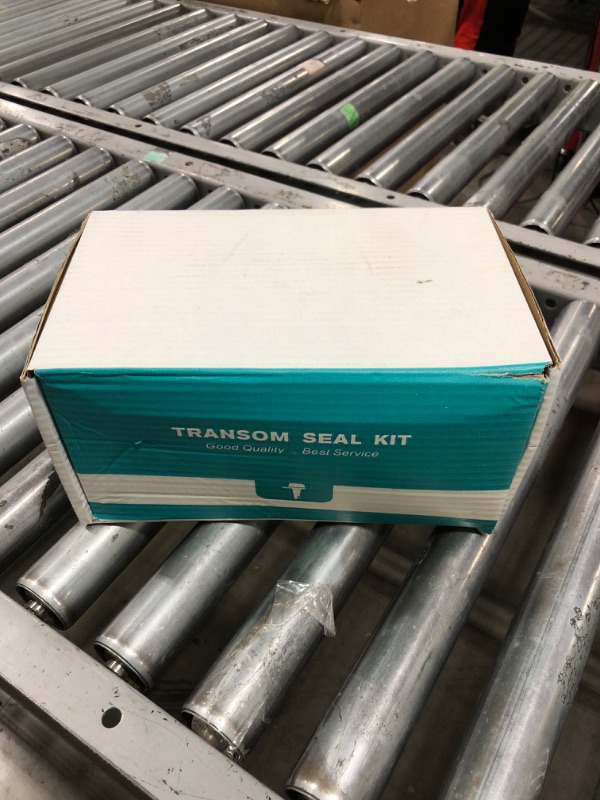 TRANSOM SEAL KIT
Good Quality . Best Service